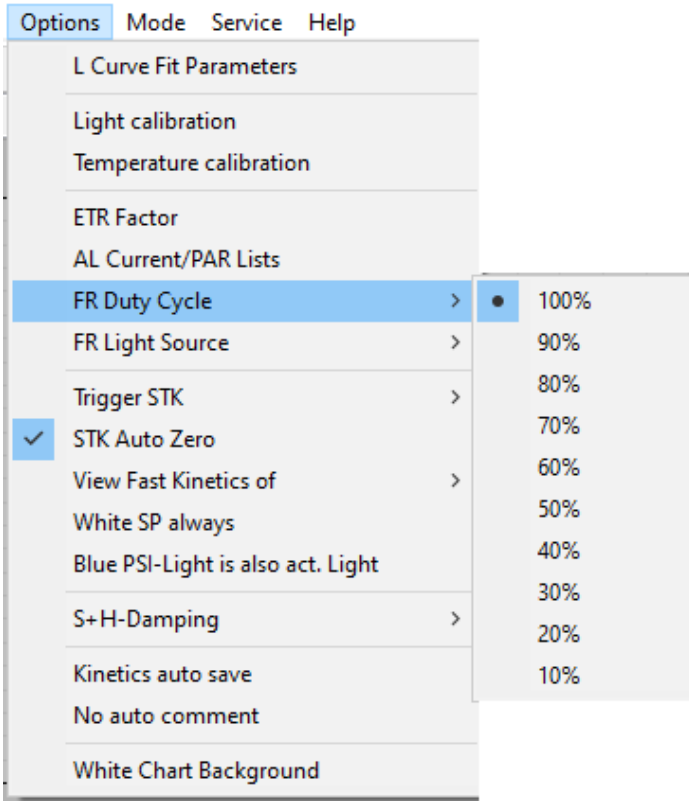 Options Mode Service Help
L Curve Fit Parameters
Light calibration
Temperature calibration
ETR Factor
AL Current/PAR Lists
FR Duty Cycle
FR Light Source
Trigger STK
STK Auto Zero
View Fast Kinetics of
White SP always
Blue PSI-Light is also act. Light
S+H-Damping
Kinetics auto save
No auto comment
White Chart Background
100%
90%
80%
70%
60%
50%
40%
30%
20%
10%